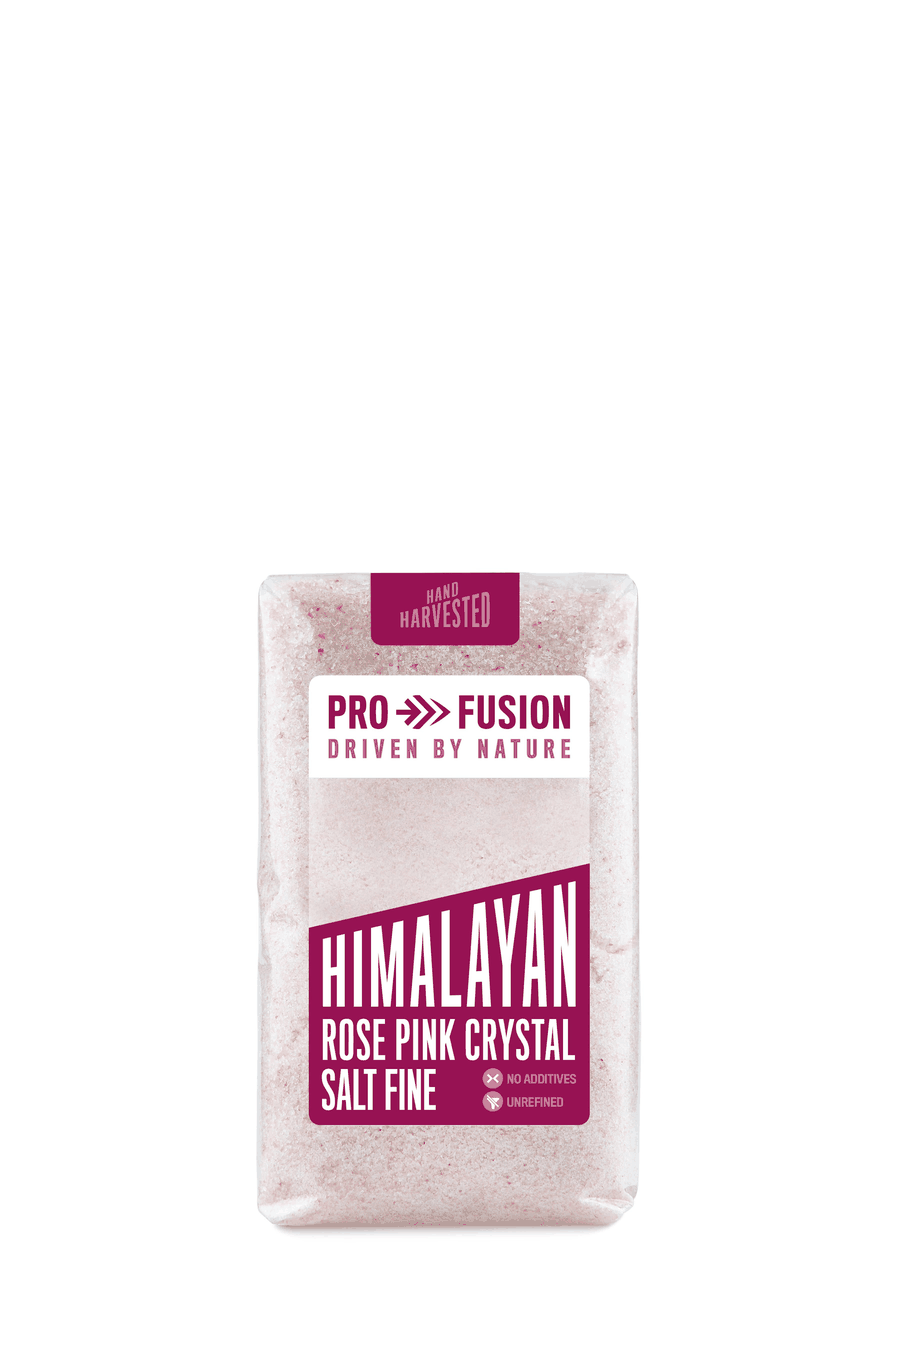 HAND
HARVESTED
PRO FUSION
DRIVEN BY NATURE
HIMALAYAN
ROSE PINK CRYSTAL
SALT FINE
NO ADDITIVES
UNREFINED